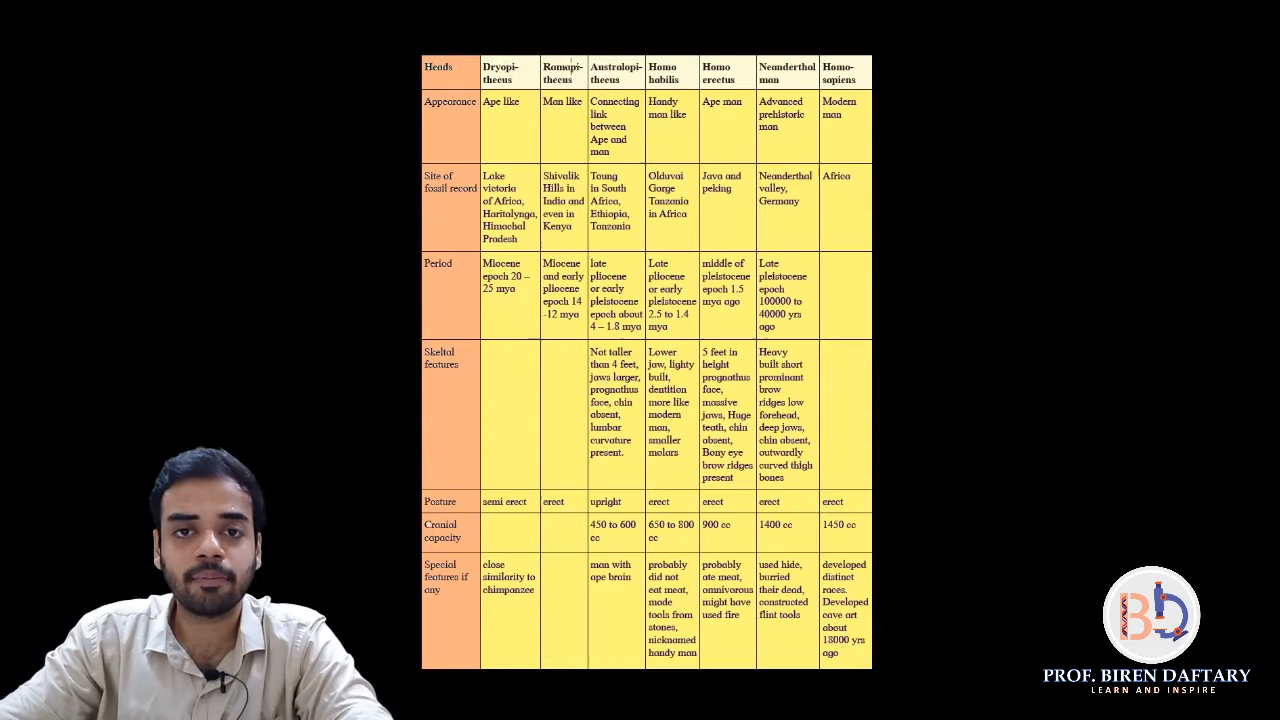 Heads
Dryopi-
thecus
Ramapi-
thecus
Australopi-
thecus
Homo
habilis
Homo
erectus
Neanderthal
man
Homo-
sapiens
Appearance
Ape like
Man like
Connecting
link
between
Ape and
man
Handy
man like
Ape man
Advanced
prehistoric
man
Modern
man
Site of
fossil record
Lake
victoria
of Africa,
Haritalynga,
Himachal
Pradesh
Shivalik
Hills in
India and
even in
Kenya
Toung
in South
Africa,
Ethiopia,
Tanzania
Olduvai
Gorge
Tanzania
in Africa
Java and
peking
Neanderthal
valley,
Germany
Africa
Period
Miocene
epoch 20 –
25 mya
Miocene
and early
pliocene
epoch 14
-12 mya
late
pliocene
or early
pleistocene
epoch about
4 – 1.8 mya
Late
pliocene
or early
pleistocene
2.5 to 1.4
mya
middle of
pleistocene
epoch 1.5
mya ago
Late
pleistocene
epoch
100000 to
40000 yrs
ago
Skeltal
features
Not taller
than 4 feet,
jaws larger,
prognathus
face, chin
absent,
lumbar
curvature
present.
Lower
jaw, lighty
built,
dentition
more like
modern
man,
smaller
molars
5 feet in
height
prognathus
face,
massive
jaws, Huge
teath, chin
absent,
Bony eye
brow ridges
present
Heavy
built short
prominant
brow
ridges low
forehead,
deep jaws,
chin absent,
outwardly
curved thigh
bones
Posture
semi erect
erect
upright
erect
erect
erect
erect
Cranial
capacity
450 to 600
cc
650 to 800
cc
900 cc
1400 cc
1450 cc
Special
features if
any
close
similarity to
chimpanzee
man with
ape brain
probably
did not
eat meat,
made
tools from
stones,
nicknamed
handy man
probably
ate meat,
omnivorous
might have
used fire
used hide,
burried
their dead,
constructed
flint tools
developed
distinct
races.
Developed
cave art
about
18000 yrs
ago
BD
PROF. BIREN DAFTARY
LEARN AND INSPIRE